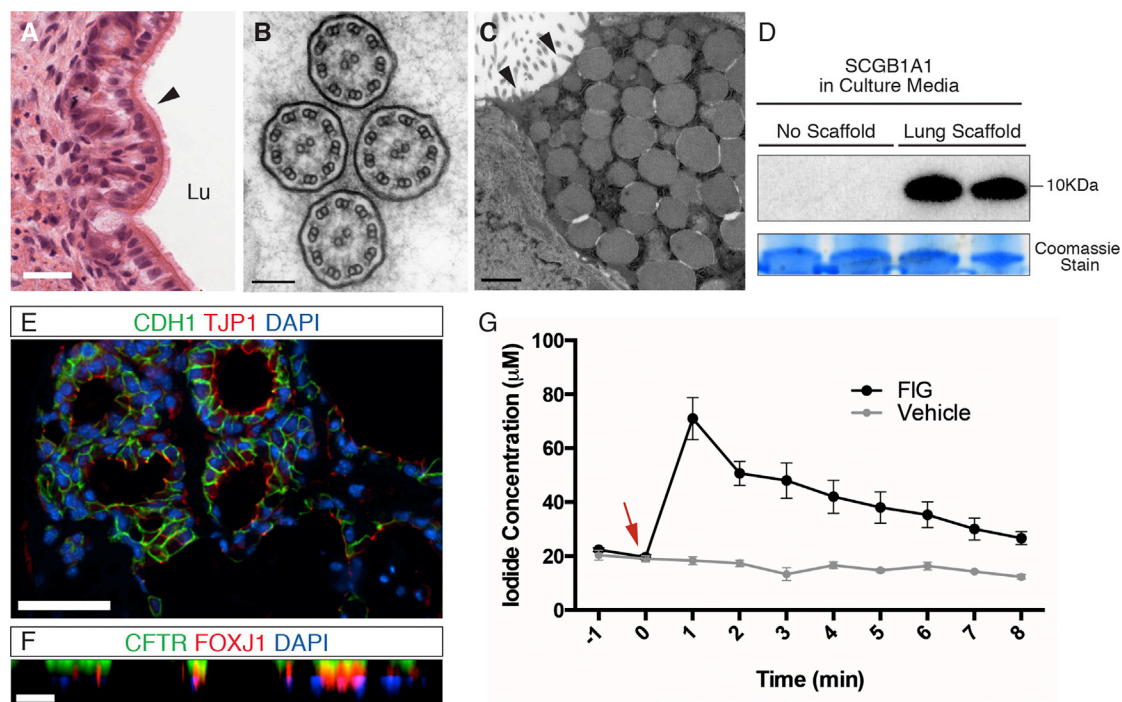 A
Lu
B
C
D
SCGB1A1
in Culture Media
No Scaffold
Lung Scaffold
10KDa
Coomassie
Stain
E
CDH1 TJP1 DAPI
F
CFTR FOXJ1 DAPI
G
Iodide Concentration (μM)
100
80
60
40
20
0
FIG
Vehicle
-1 0 1 2 3 4 5 6 7 8
Time (min)